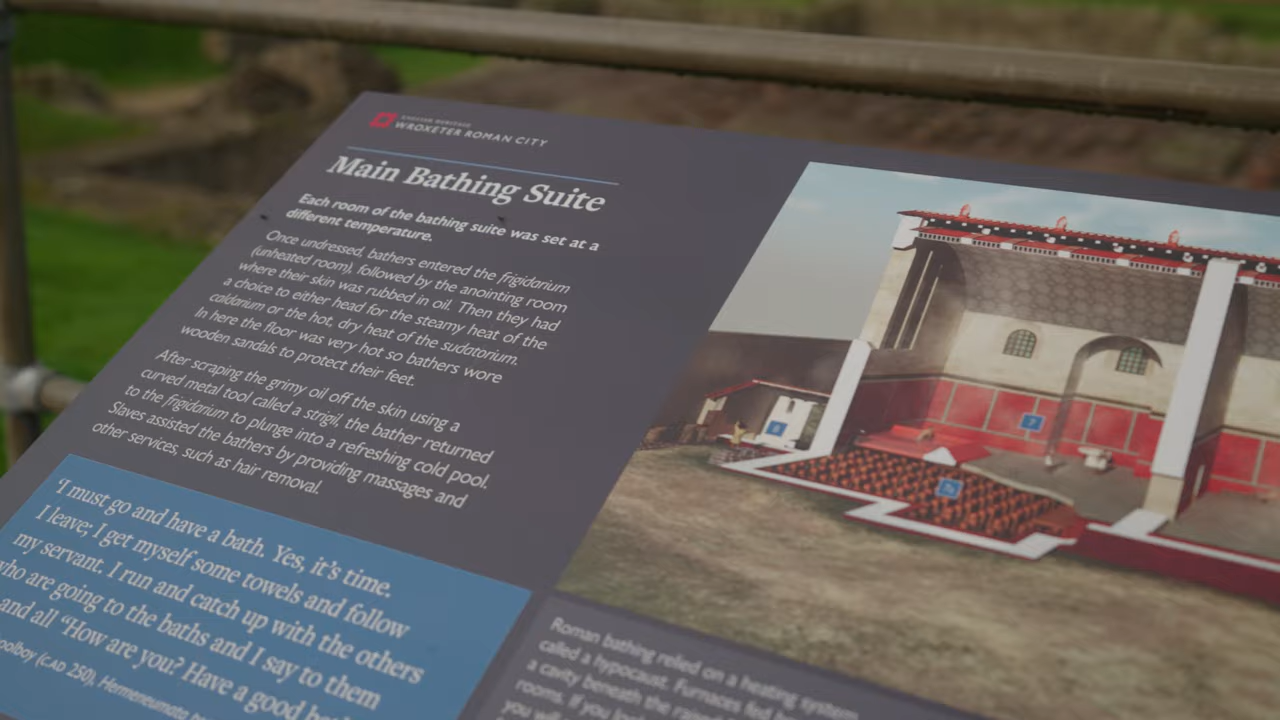 ENGLISH HERITAGE
WROXETER ROMAN CITY
Main Bathing Suite
Each room of the bathing suite was set at a
different temperature.
Once undressed, bathers entered the frigidarium
(unheated room), followed by the anointing room
where their skin was rubbed in oil. Then they had
a choice to either head for the steamy heat of the
caldarium or the hot, dry heat of the sudatorium.
In here the floor was very hot so bathers wore
wooden sandals to protect their feet.
After scraping the grimy oil off the skin using a
curved metal tool called a strigil, the bather returned
to the frigidarium to plunge into a refreshing cold pool.
Slaves assisted the bathers by providing massages and
other services, such as hair removal.
'I must go and have a bath. Yes, it's time.
I leave; I get myself some towels and follow
my servant. I run and catch up with the others
who are going to the baths and I say to them
and all "How are you? Have a good
(CAD 250),
7
Roman bathing relied on a heating system
called a hypocaust. Furnaces fed
a cavity beneath the raised
rooms. If you
you will